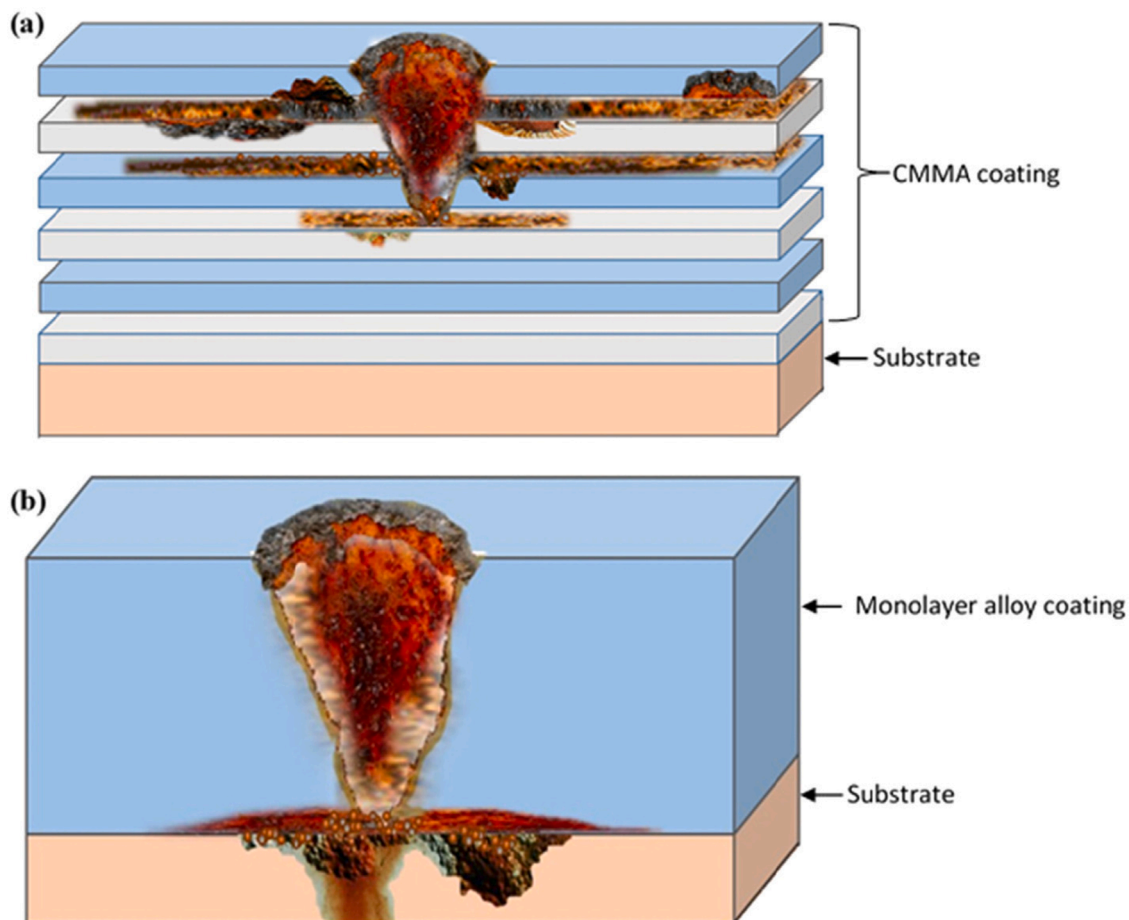 (a)
CMMA coating
Substrate
(b)
Monolayer alloy coating
Substrate